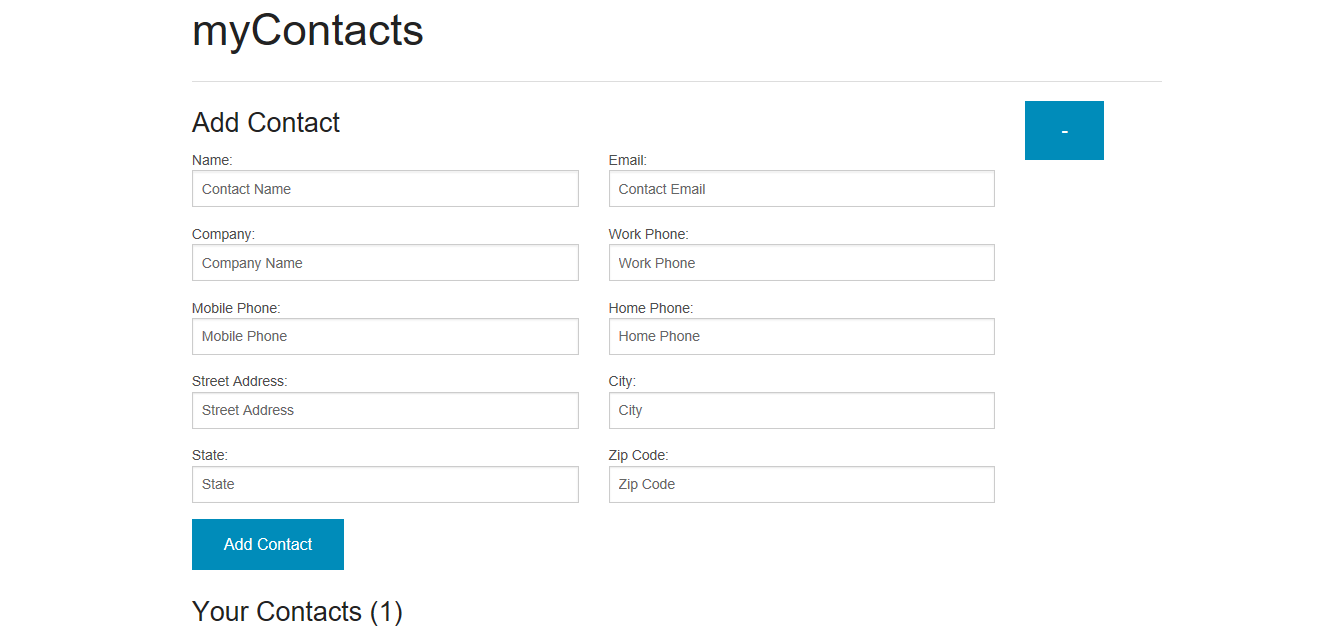 myContacts
Add Contact
-
Name:
Email:
Contact Name
Contact Email
Company:
Work Phone:
Company Name
Work Phone
Mobile Phone:
Home Phone:
Mobile Phone
Home Phone
Street Address:
City:
Street Address
City
State:
Zip Code:
State
Zip Code
Add Contact
Your Contacts (1)